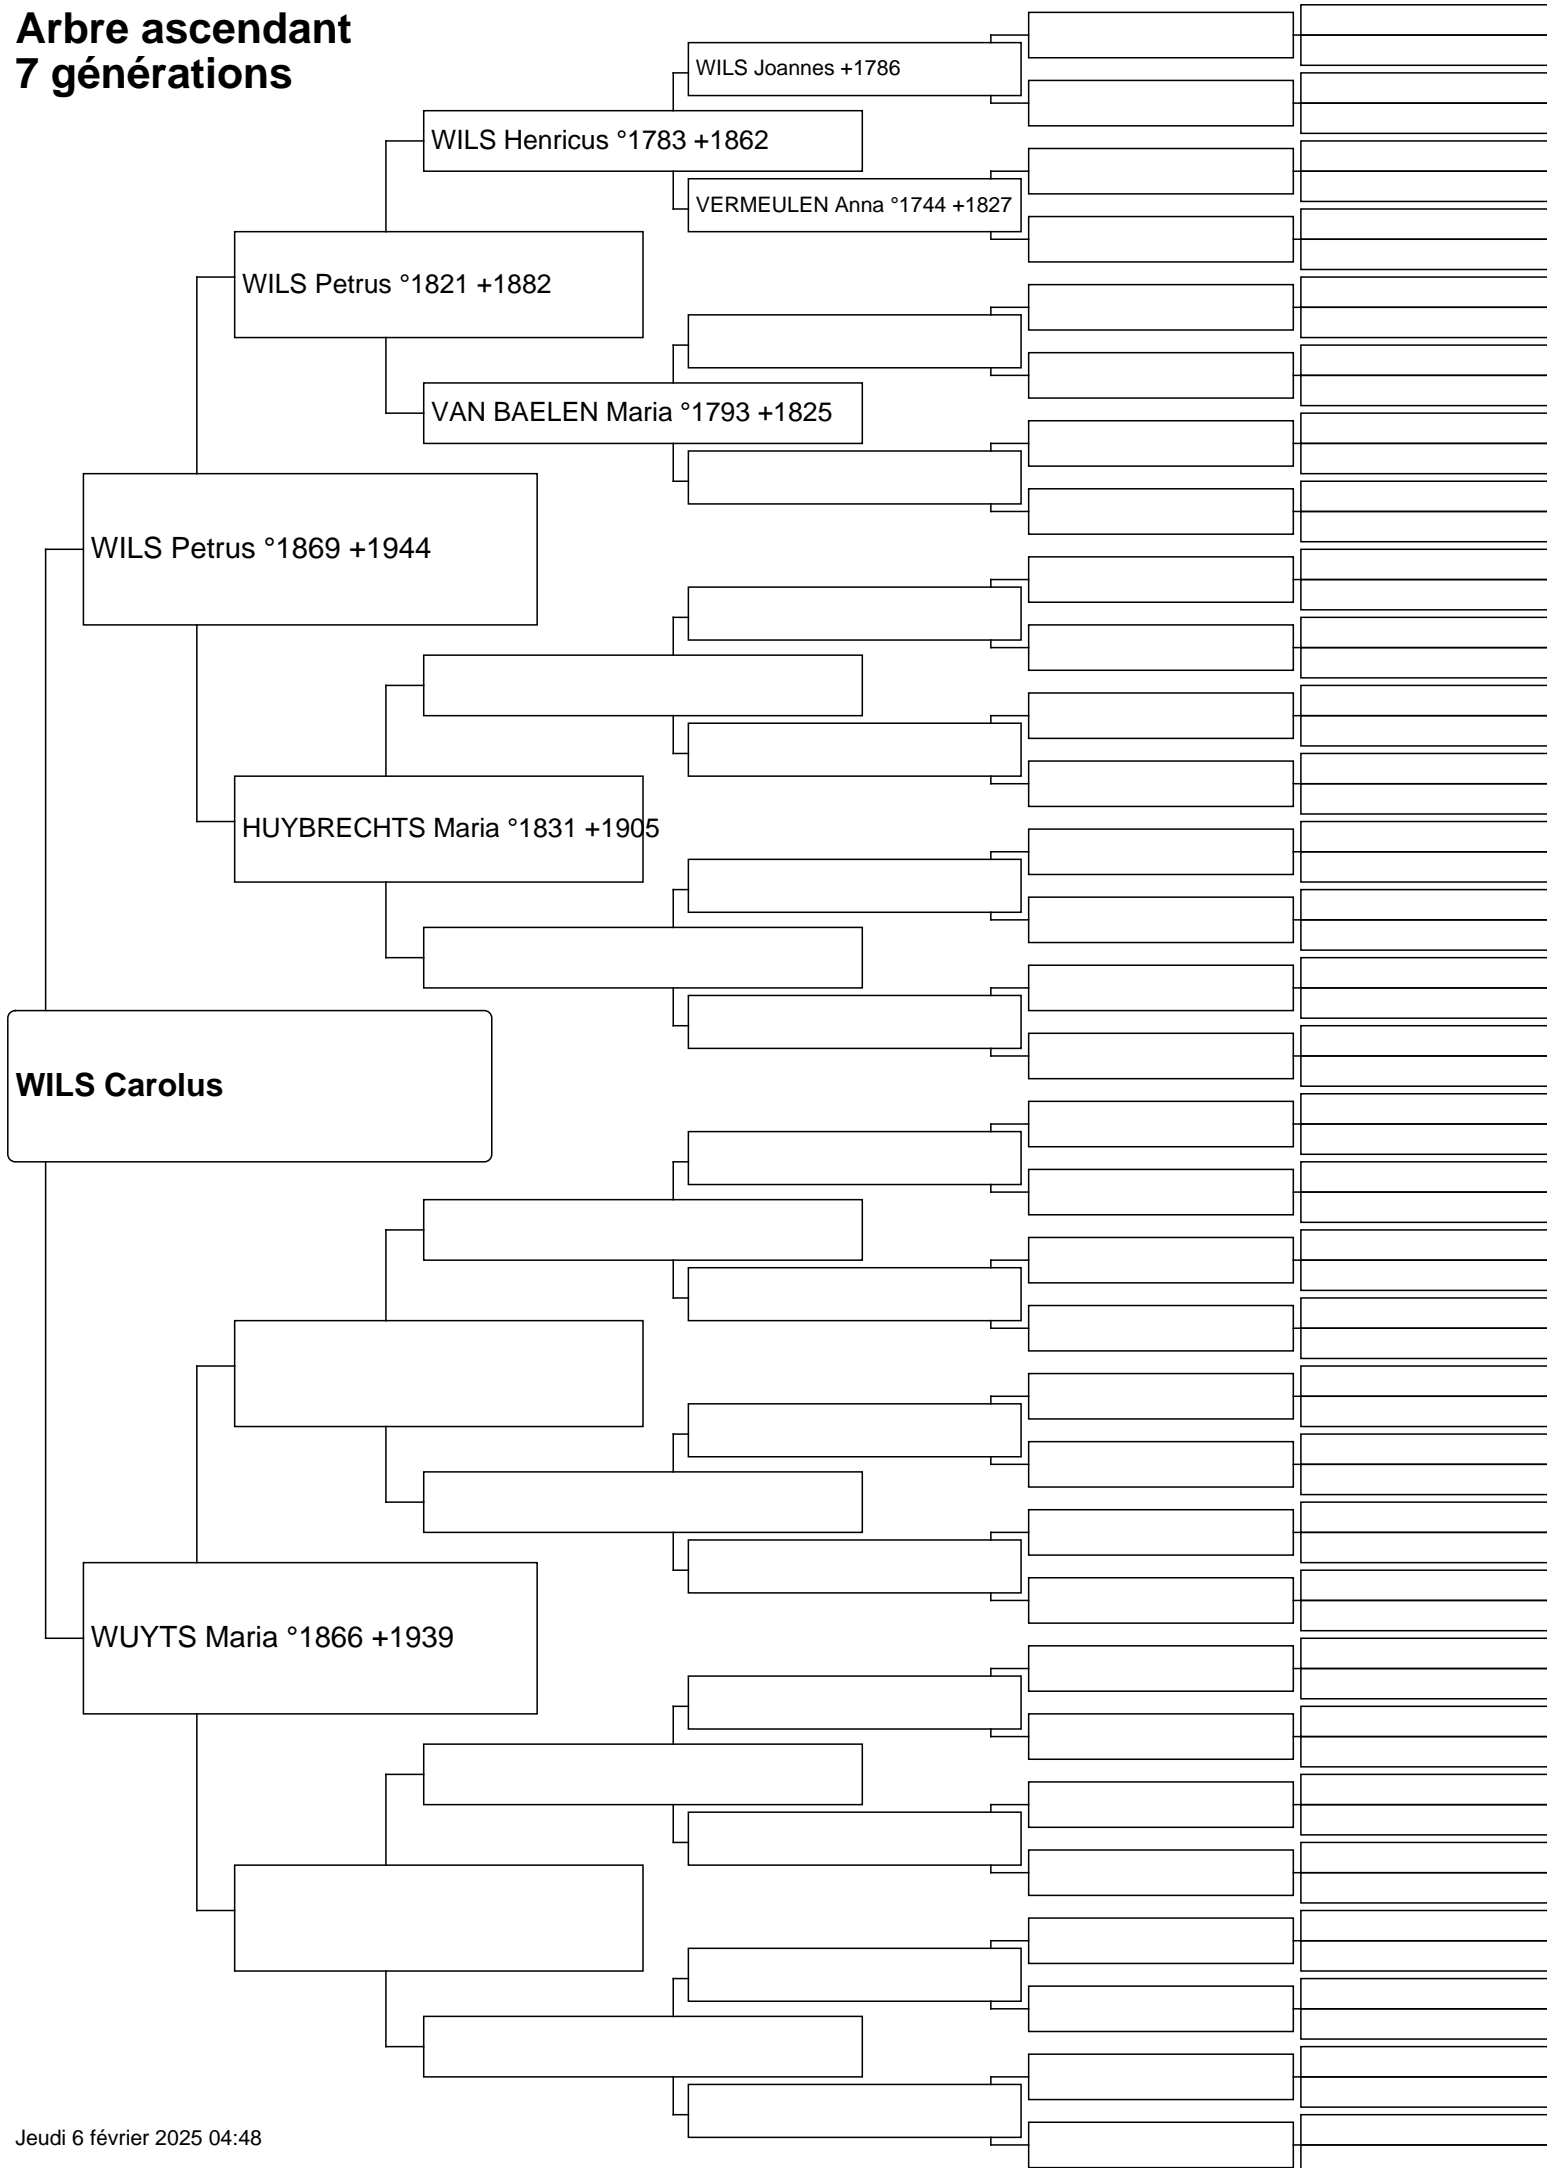 Arbre ascendant
7 générations
WILS Joannes +1786
WILS Henricus °1783 +1862
VERMEULEN Anna °1744 +1827
WILS Petrus °1821 +1882
VAN BAELEN Maria °1793 +1825
WILS Petrus °1869 +1944
HUYBRECHTS Maria °1831 +1905
WILS Carolus
WUYTS Maria °1866 +1939
Jeudi 6 février 2025 04:48